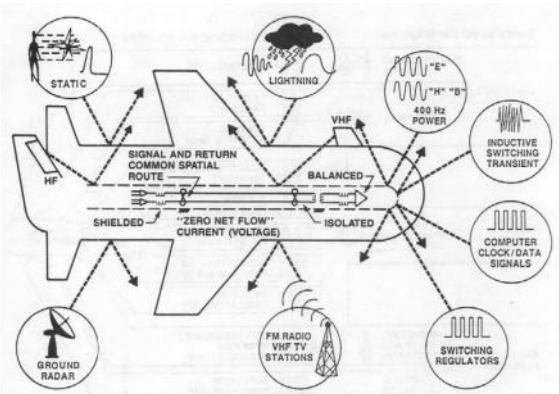 STATIC
LIGHTNING
"E"
"H" "B"
400 Hz
POWER
VHF
INDUCTIVE
SWITCHING
TRANSIENT
HF
SIGNAL AND RETURN
COMMON SPATIAL
ROUTE
BALANCED
SHIELDED
"ZERO NET FLOW"
CURRENT (VOLTAGE)
ISOLATED
COMPUTER
CLOCK/DATA
SIGNALS
GROUND
RADAR
FM RADIO
VHF TV
STATIONS
SWITCHING
REGULATORS